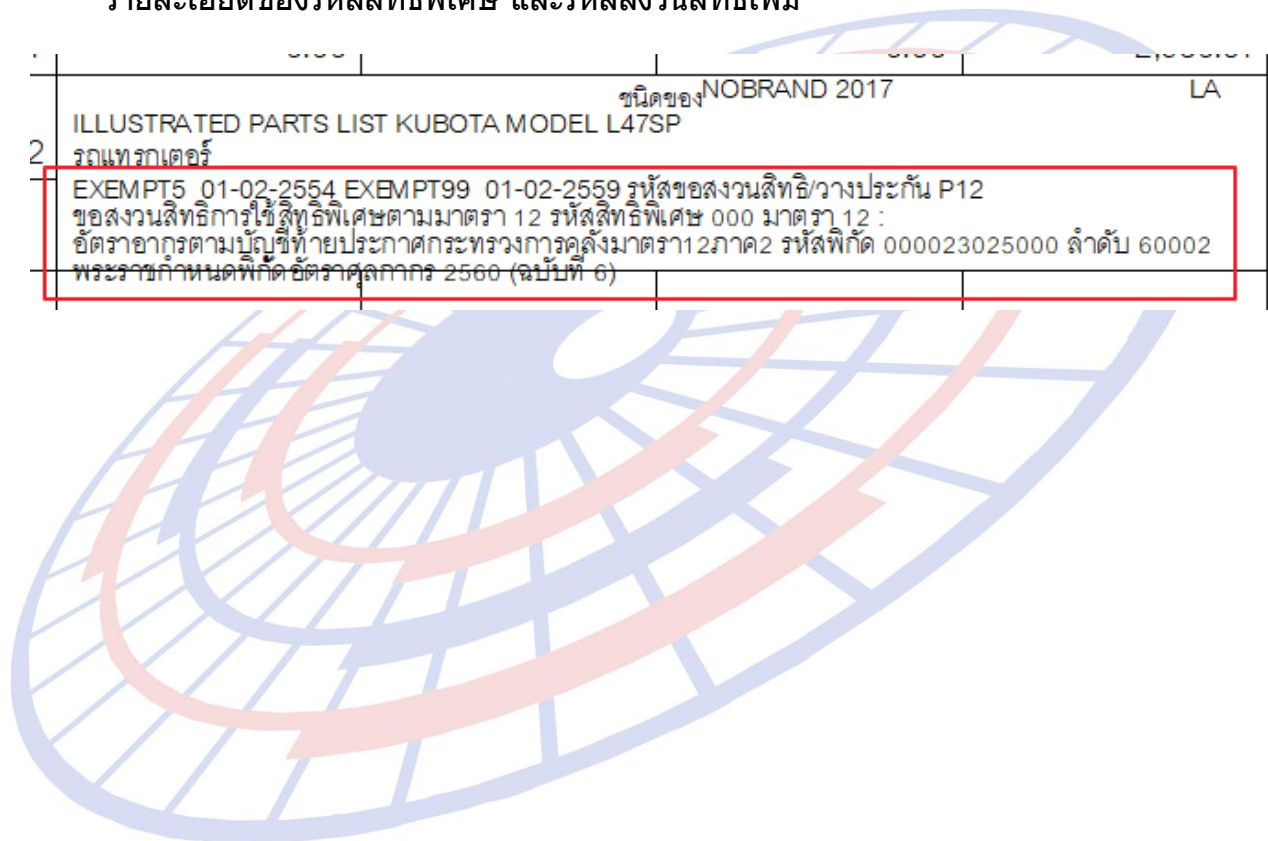 รายละเอียดของรหัสสิทธิพิเศษ และรหัสสงวนสิทธิเพิ่ม
ชนิดของ NOBRAND 2017 LA
ILLUSTRATED PARTS LIST KUBOTA MODEL L47SP
2 รถแทรกเตอร์
EXEMPT5 01-02-2554 EXEMPT99 01-02-2559 รหัสขอสงวนสิทธิ/วางประกัน P12
ขอสงวนสิทธิการใช้สิทธิพิเศษตามมาตรา 12 รหัสสิทธิพิเศษ 000 มาตรา 12 :
อัตราอากรตามบัญชีท้ายประกาศกระทรวงการคลังมาตรา12ภาค2 รหัสพิกัด 000023025000 ลำดับ 60002
พระราชกำหนดพิกัดอัตราศุลกากร 2560 (ฉบับที่ 6)